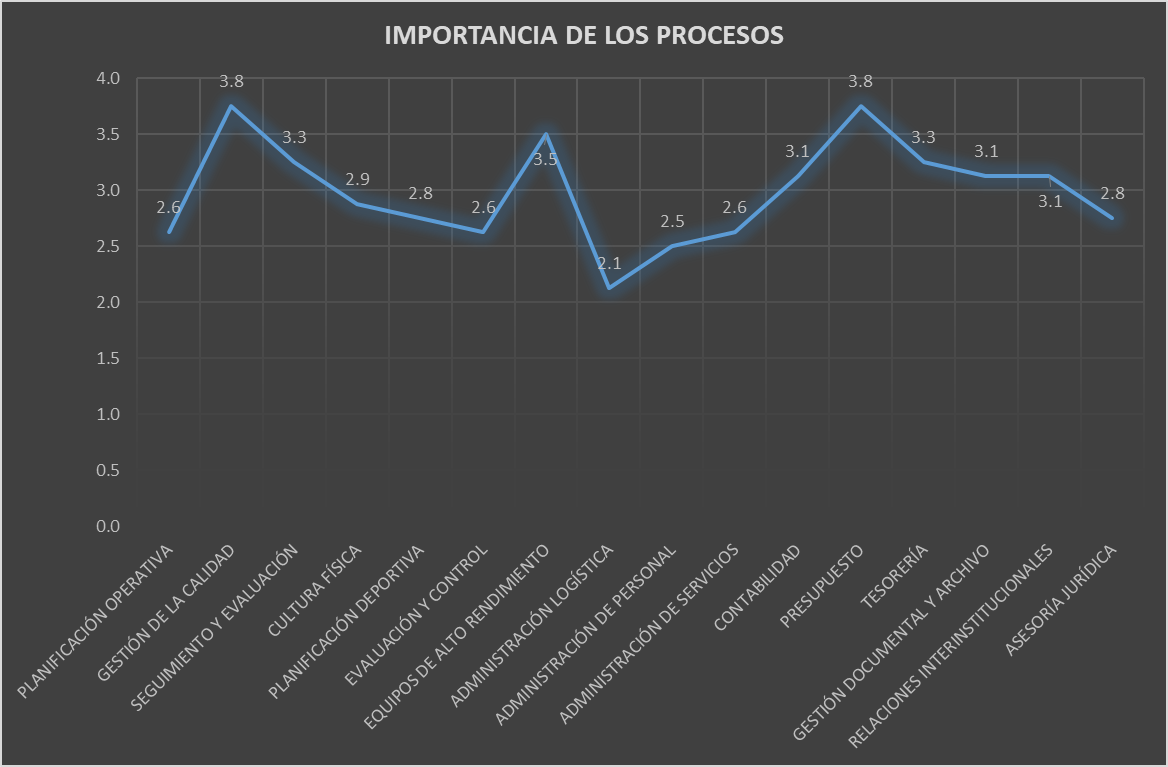 IMPORTANCIA DE LOS PROCESOS
4.0
3.5
3.0
2.5
2.0
1.5
1.0
0.5
0.0
2.6
3.8
3.3
2.9
2.8
2.6
3.5
2.1
2.5
2.6
3.1
3.8
3.3
3.1
3.1
2.8
PLANIFICACIÓN OPERATIVA
GESTIÓN DE LA CALIDAD
SEGUIMIENTO Y EVALUACIÓN
CULTURA FÍSICA
PLANIFICACIÓN DEPORTIVA
EVALUACIÓN Y CONTROL
EQUIPOS DE ALTO RENDIMIENTO
ADMINISTRACIÓN LOGÍSTICA
ADMINISTRACIÓN DE PERSONAL
ADMINISTRACIÓN DE SERVICIOS
CONTABILIDAD
PRESUPUESTO
TESORERÍA
GESTIÓN DOCUMENTAL Y ARCHIVO
RELACIONES INTERINSTITUCIONALES
ASESORÍA JURÍDICA